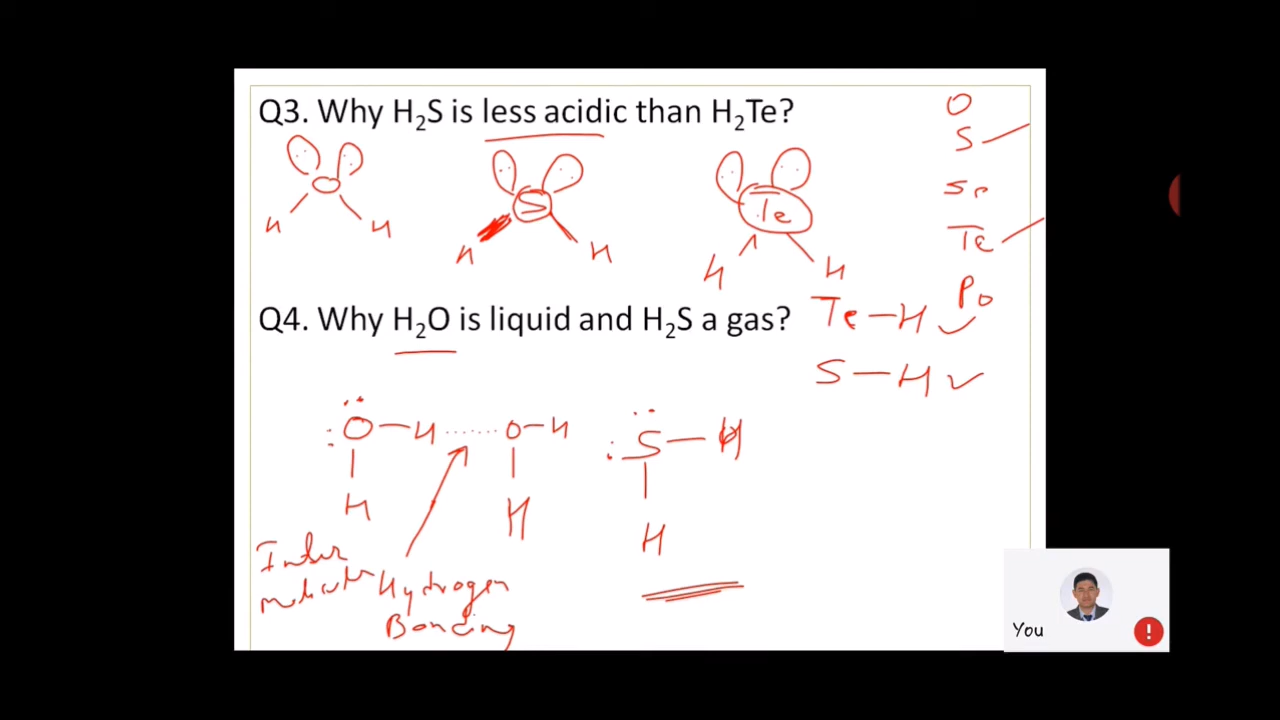 Q3. Why H₂S is less acidic than H₂Te?
O
S
Se
Te
Po
O
H H
S
H H
Te
H H
Te — H
S — H
Q4. Why H₂O is liquid and H₂S a gas?
:O — H ...... O — H
H H
:S — H
H
Inter
Hydrogen
Bonding
You
!